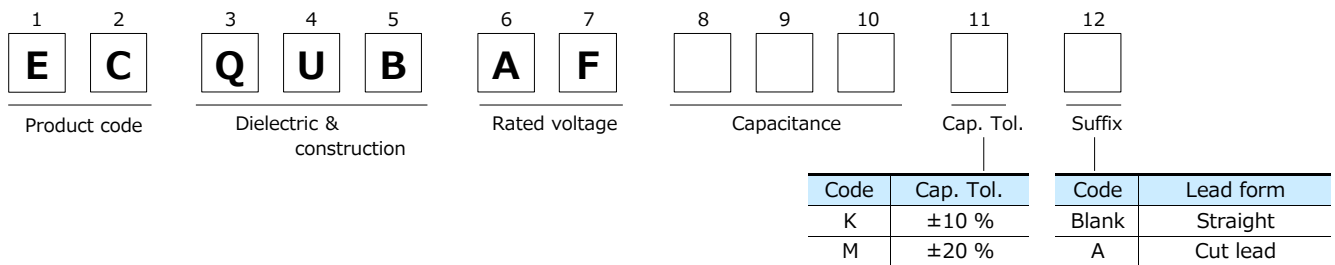 1 2 3 4 5 6 7 8 9 10 11 12
E C Q U B A F
Product code Dielectric & construction Rated voltage Capacitance Cap. Tol. Suffix
Code Cap. Tol.
K ±10 %
M ±20 %
Code Lead form
Blank Straight
A Cut lead